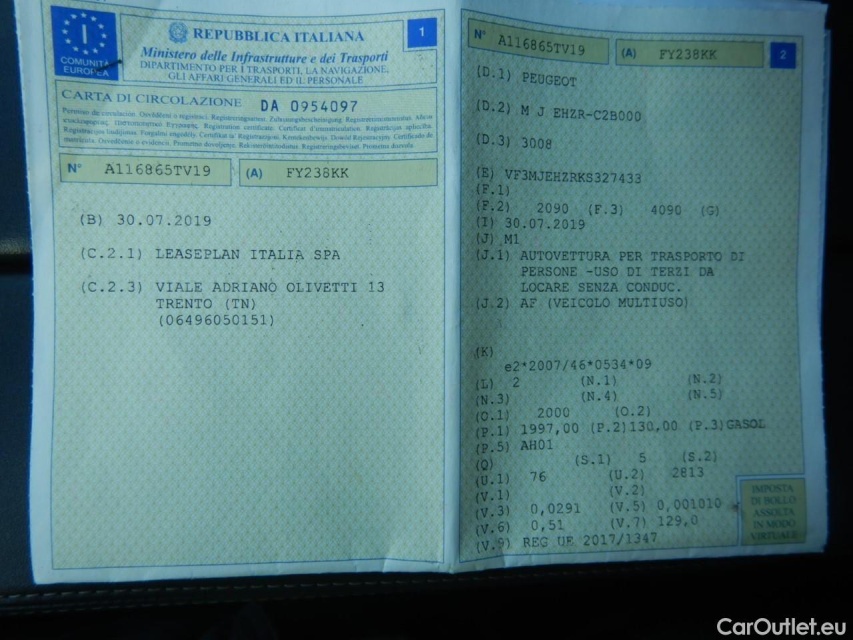 I
COMUNITÀ
EUROPEA
REPUBBLICA ITALIANA
1
Ministero delle Infrastrutture e dei Trasporti
DIPARTIMENTO PER I TRASPORTI, LA NAVIGAZIONE,
GLI AFFARI GENERALI ED IL PERSONALE
CARTA DI CIRCOLAZIONE DA 0954097
N° A116865TV19 (A) FY238KK
(B) 30.07.2019
(C.2.1) LEASEPLAN ITALIA SPA
(C.2.3) VIALE ADRIANO OLIVETTI 13
TRENTO (TN)
(06496050151)
N° A116865TV19 (A) FY238KK 2
(D.1) PEUGEOT
(D.2) M J EHZR-C2B000
(D.3) 3008
(E) VF3MJEHZRKS327433
(F.1)
(F.2) 2090 (F.3) 4090 (G)
(I) 30.07.2019
(J) M1
(J.1) AUTOVETTURA PER TRASPORTO DI
PERSONE -USO DI TERZI DA
LOCARE SENZA CONDUC.
(J.2) AF (VEICOLO MULTIUSO)
(K)
e2*2007/46*0534*09
(L) 2 (N.1) (N.2)
(N.3) (N.4) (N.5)
(O.1) 2000 (O.2)
(P.1) 1997,00 (P.2)130,00 (P.3)GASOL
(P.5) AH01
(Q) (S.1) 5 (S.2)
(U.1) 76 (U.2) 2813
(V.1) (V.2)
(V.3) 0,0291 (V.5) 0,001010
(V.6) 0,51 (V.7) 129,0
(V.9) REG UE 2017/1347
IMPOSTA
DI BOLLO
ASSOLTA
IN MODO
VIRTUALE
CarOutlet.eu